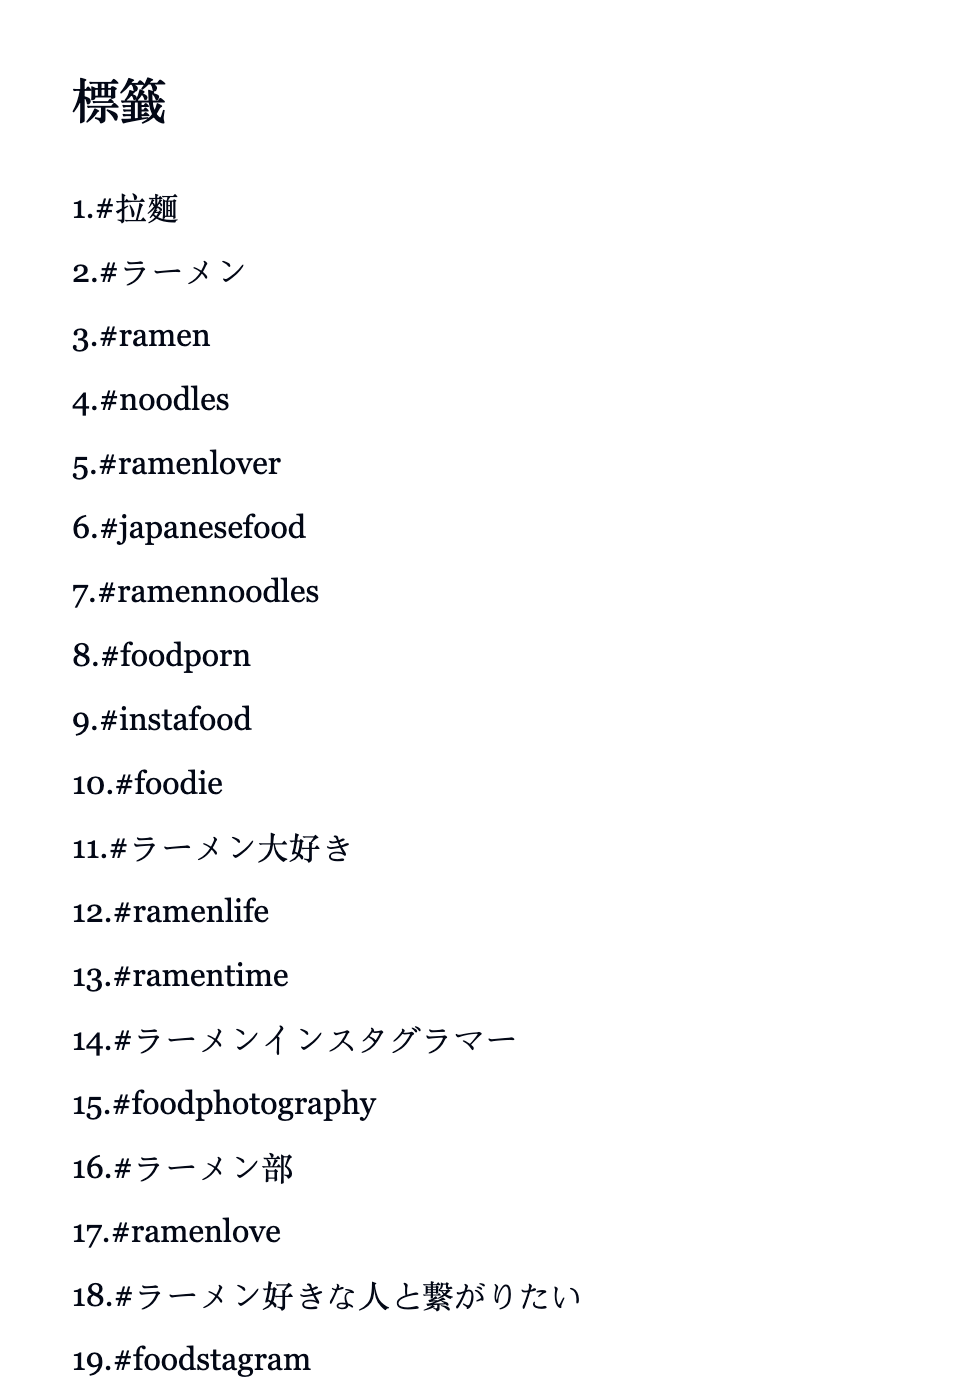 標籤
1.#拉麵
2.#ラーメン
3.#ramen
4.#noodles
5.#ramenlover
6.#japanesefood
7.#ramennoodles
8.#foodporn
9.#instafood
10.#foodie
11.#ラーメン大好き
12.#ramenlife
13.#ramentime
14.#ラーメンインスタグラマー
15.#foodphotography
16.#ラーメン部
17.#ramenlove
18.#ラーメン好きな人と繋がりたい
19.#foodstagram